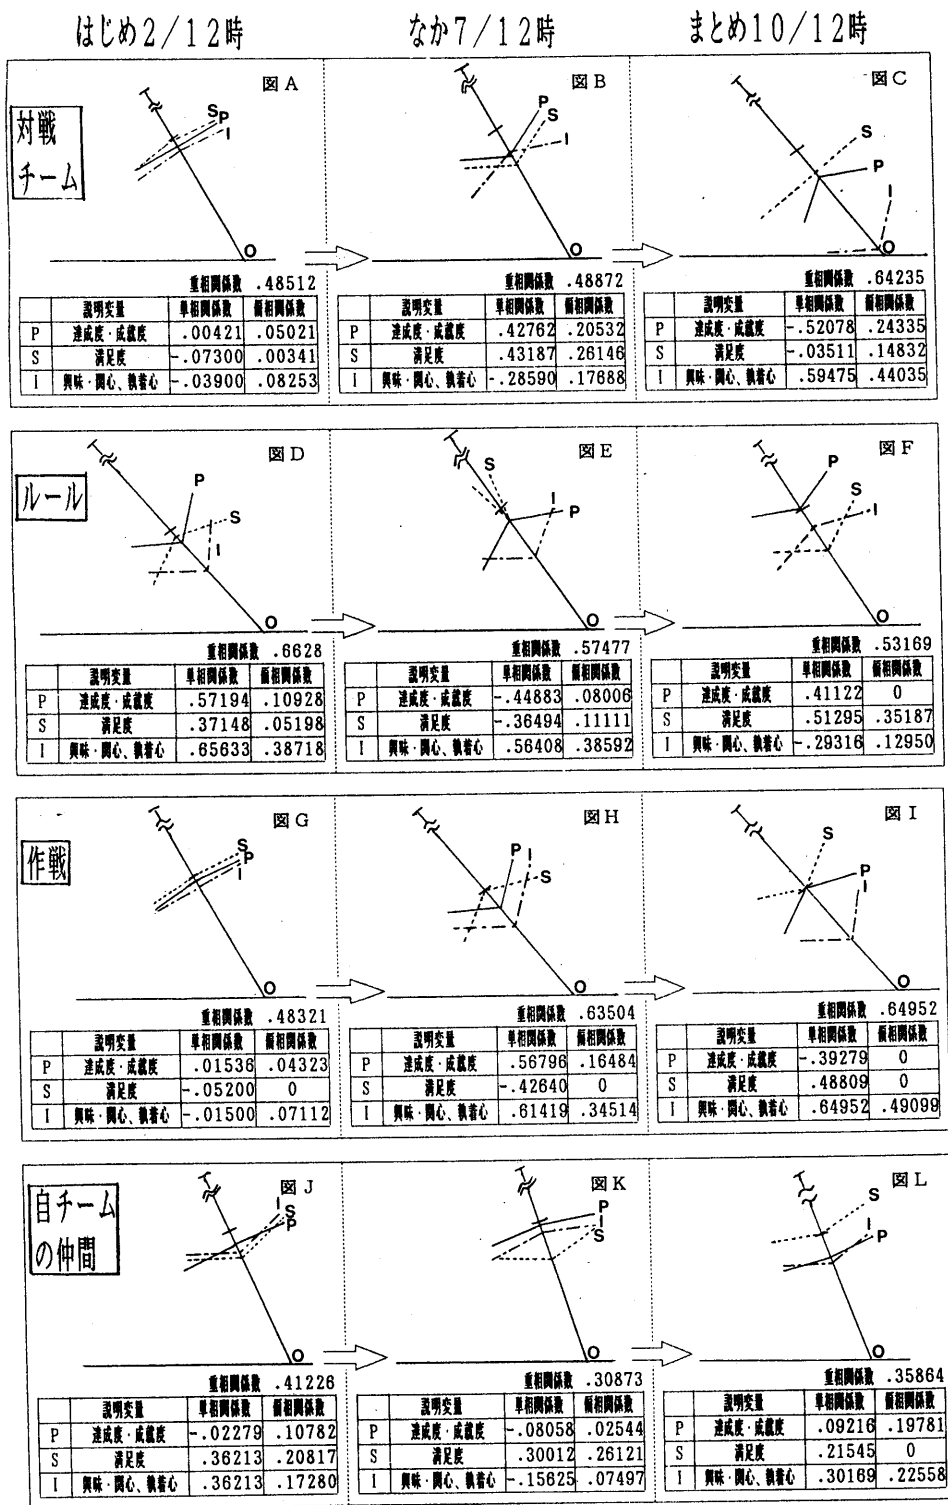 はじめ2/12時 なか7/12時 まとめ10/12時
対戦
チーム
図A 図B 図C
T S P I O
T P S I O
T S P I O
重相関係数 .48512
説明変量 単相関係数 偏相関係数
P 達成度・成就度 .00421 .05021
S 満足度 -.07300 .00341
I 興味・関心、執着心 -.03900 .08253
重相関係数 .48872
説明変量 単相関係数 偏相関係数
P 達成度・成就度 .42762 .20532
S 満足度 .43187 .26146
I 興味・関心、執着心 -.28590 .17688
重相関係数 .64235
説明変量 単相関係数 偏相関係数
P 達成度・成就度 -.52078 .24335
S 満足度 -.03511 .14832
I 興味・関心、執着心 .59475 .44035
ルール
図D 図E 図F
T P S I O
T S I P O
T P S I O
重相関係数 .6628
説明変量 単相関係数 偏相関係数
P 達成度・成就度 .57194 .10928
S 満足度 .37148 .05198
I 興味・関心、執着心 .65633 .38718
重相関係数 .57477
説明変量 単相関係数 偏相関係数
P 達成度・成就度 -.44883 .08006
S 満足度 -.36494 .11111
I 興味・関心、執着心 .56408 .38592
重相関係数 .53169
説明変量 単相関係数 偏相関係数
P 達成度・成就度 .41122 0
S 満足度 .51295 .35187
I 興味・関心、執着心 -.29316 .12950
作戦
図G 図H 図I
T S P I O
T P I S O
T S P I O
重相関係数 .48321
説明変量 単相関係数 偏相関係数
P 達成度・成就度 .01536 .04323
S 満足度 -.05200 0
I 興味・関心、執着心 -.01500 .07112
重相関係数 .63504
説明変量 単相関係数 偏相関係数
P 達成度・成就度 .56796 .16484
S 満足度 -.42640 0
I 興味・関心、執着心 .61419 .34514
重相関係数 .64952
説明変量 単相関係数 偏相関係数
P 達成度・成就度 -.39279 0
S 満足度 .48809 0
I 興味・関心、執着心 .64952 .49099
自チーム
の仲間
図J 図K 図L
T I S P O
T P I S O
T S I P O
重相関係数 .41226
説明変量 単相関係数 偏相関係数
P 達成度・成就度 -.02279 .10782
S 満足度 .36213 .20817
I 興味・関心、執着心 .36213 .17280
重相関係数 .30873
説明変量 単相関係数 偏相関係数
P 達成度・成就度 -.08058 .02544
S 満足度 .30012 .26121
I 興味・関心、執着心 -.15625 .07497
重相関係数 .35864
説明変量 単相関係数 偏相関係数
P 達成度・成就度 .09216 .19781
S 満足度 .21545 0
I 興味・関心、執着心 .30169 .22558